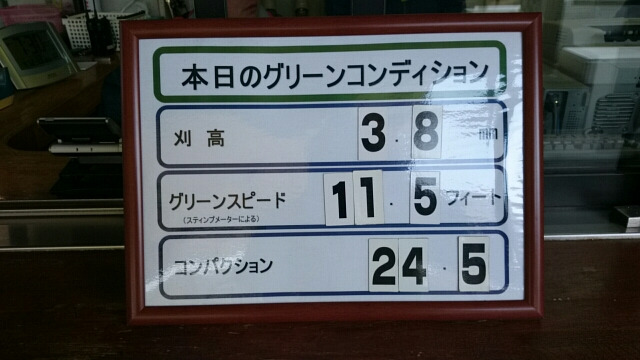 本日のグリーンコンディション
刈高 3.8 mm
グリーンスピード 11.5 フィート
(スティンプメーターによる)
コンパクション 24.5